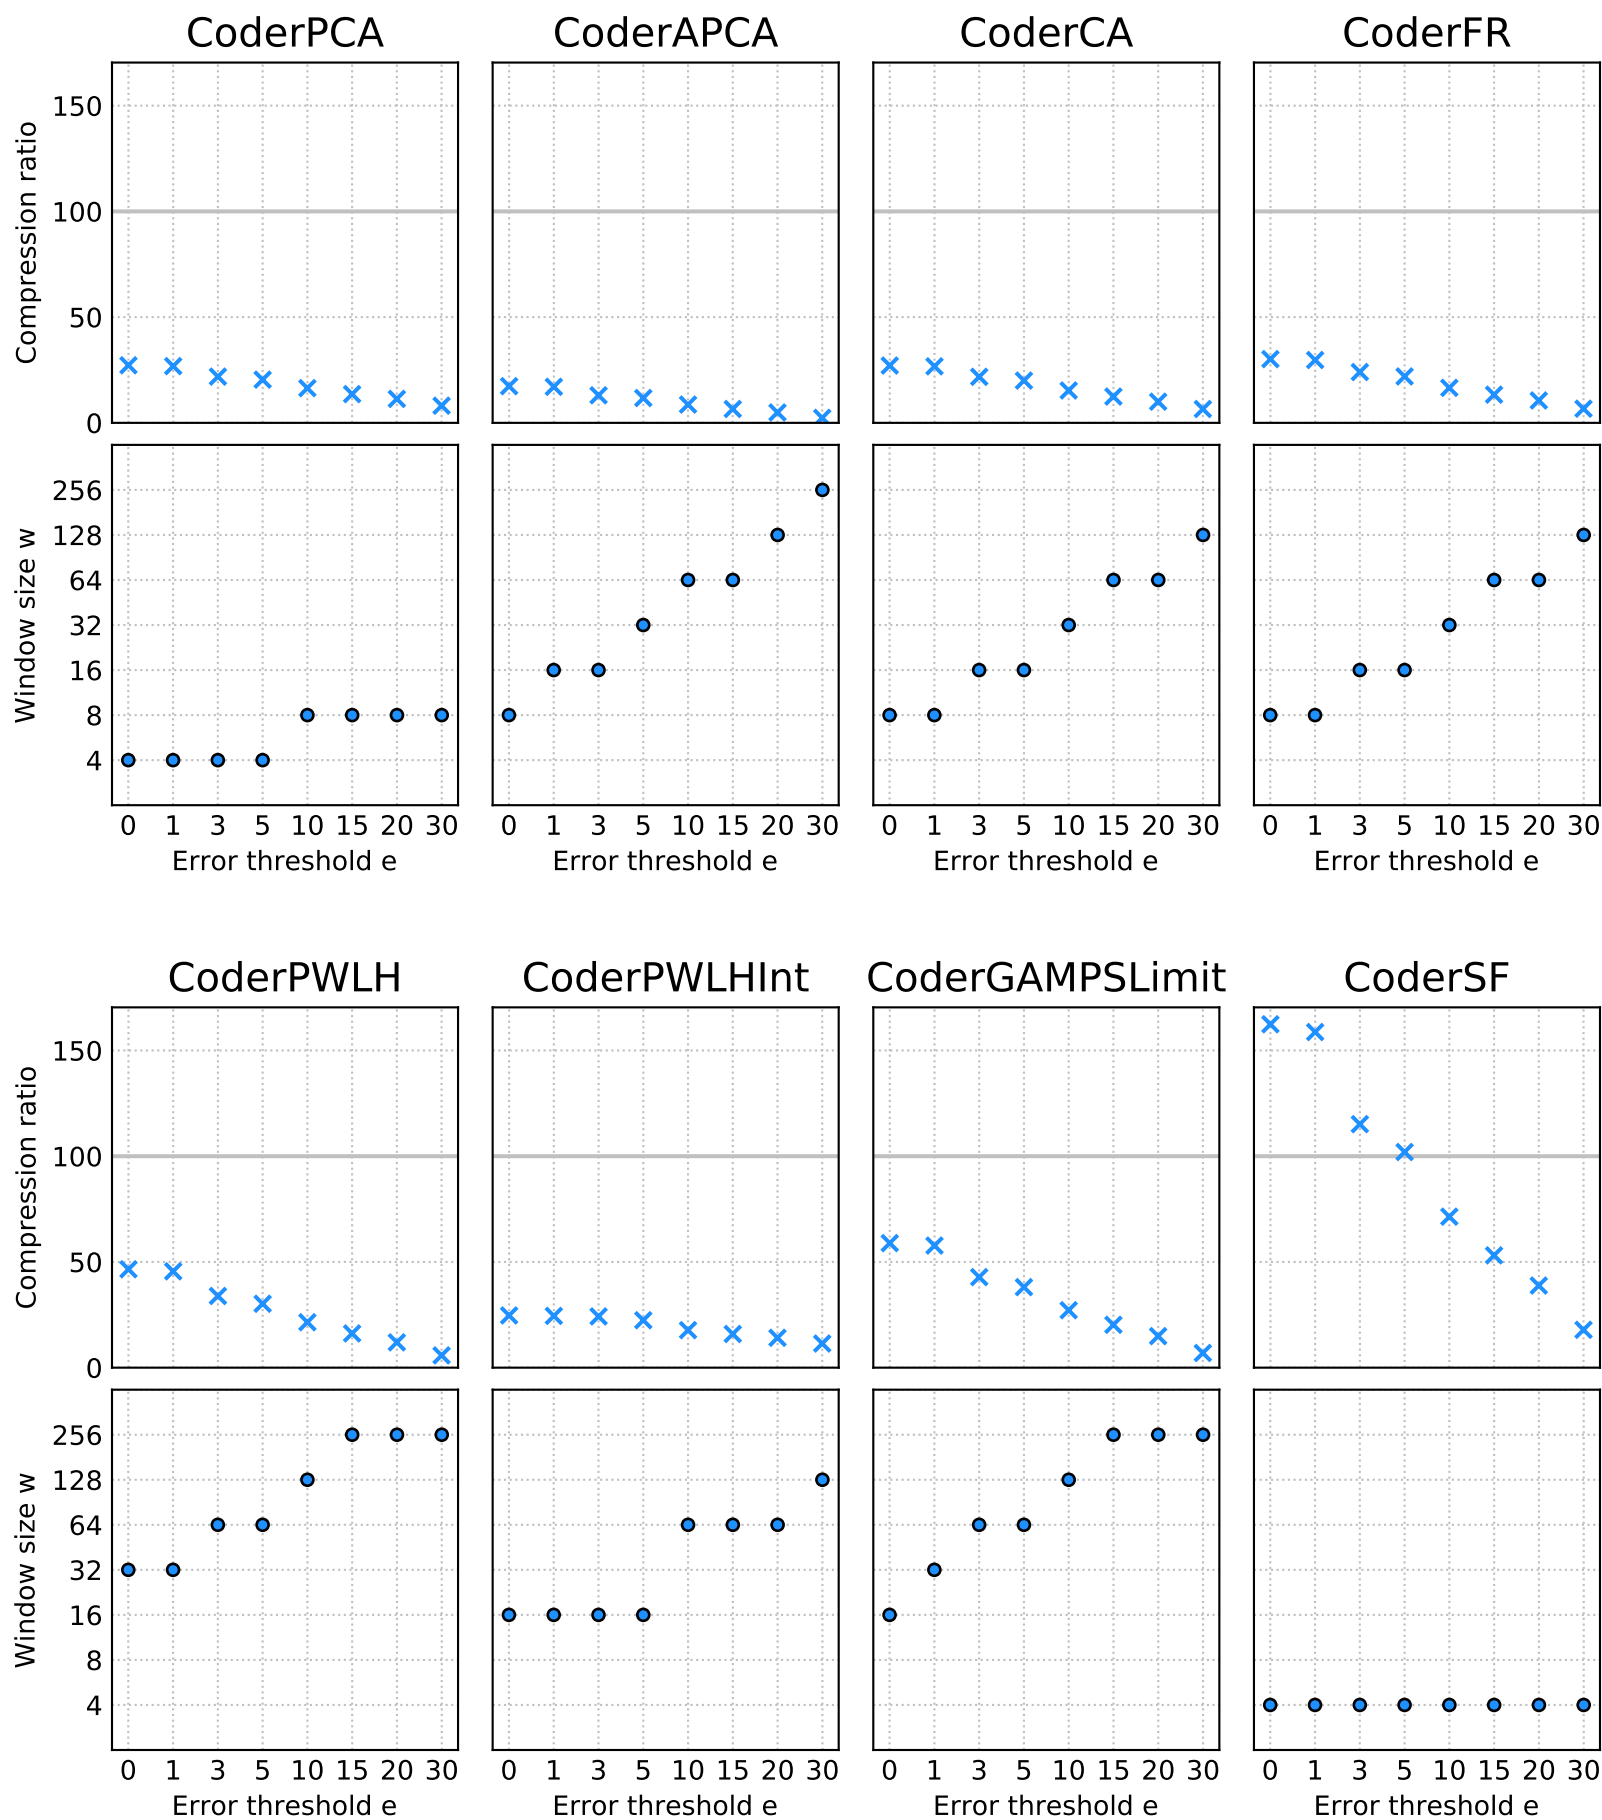 CoderPCA CoderAPCA CoderCA CoderFR
Compression ratio
150
100
50
0
Window size w
256
128
64
32
16
8
4
0 1 3 5 10 15 20 30 0 1 3 5 10 15 20 30 0 1 3 5 10 15 20 30 0 1 3 5 10 15 20 30
Error threshold e Error threshold e Error threshold e Error threshold e
CoderPWLH CoderPWLHInt CoderGAMPSLimit CoderSF
Compression ratio
150
100
50
0
Window size w
256
128
64
32
16
8
4
0 1 3 5 10 15 20 30 0 1 3 5 10 15 20 30 0 1 3 5 10 15 20 30 0 1 3 5 10 15 20 30
Error threshold e Error threshold e Error threshold e Error threshold e